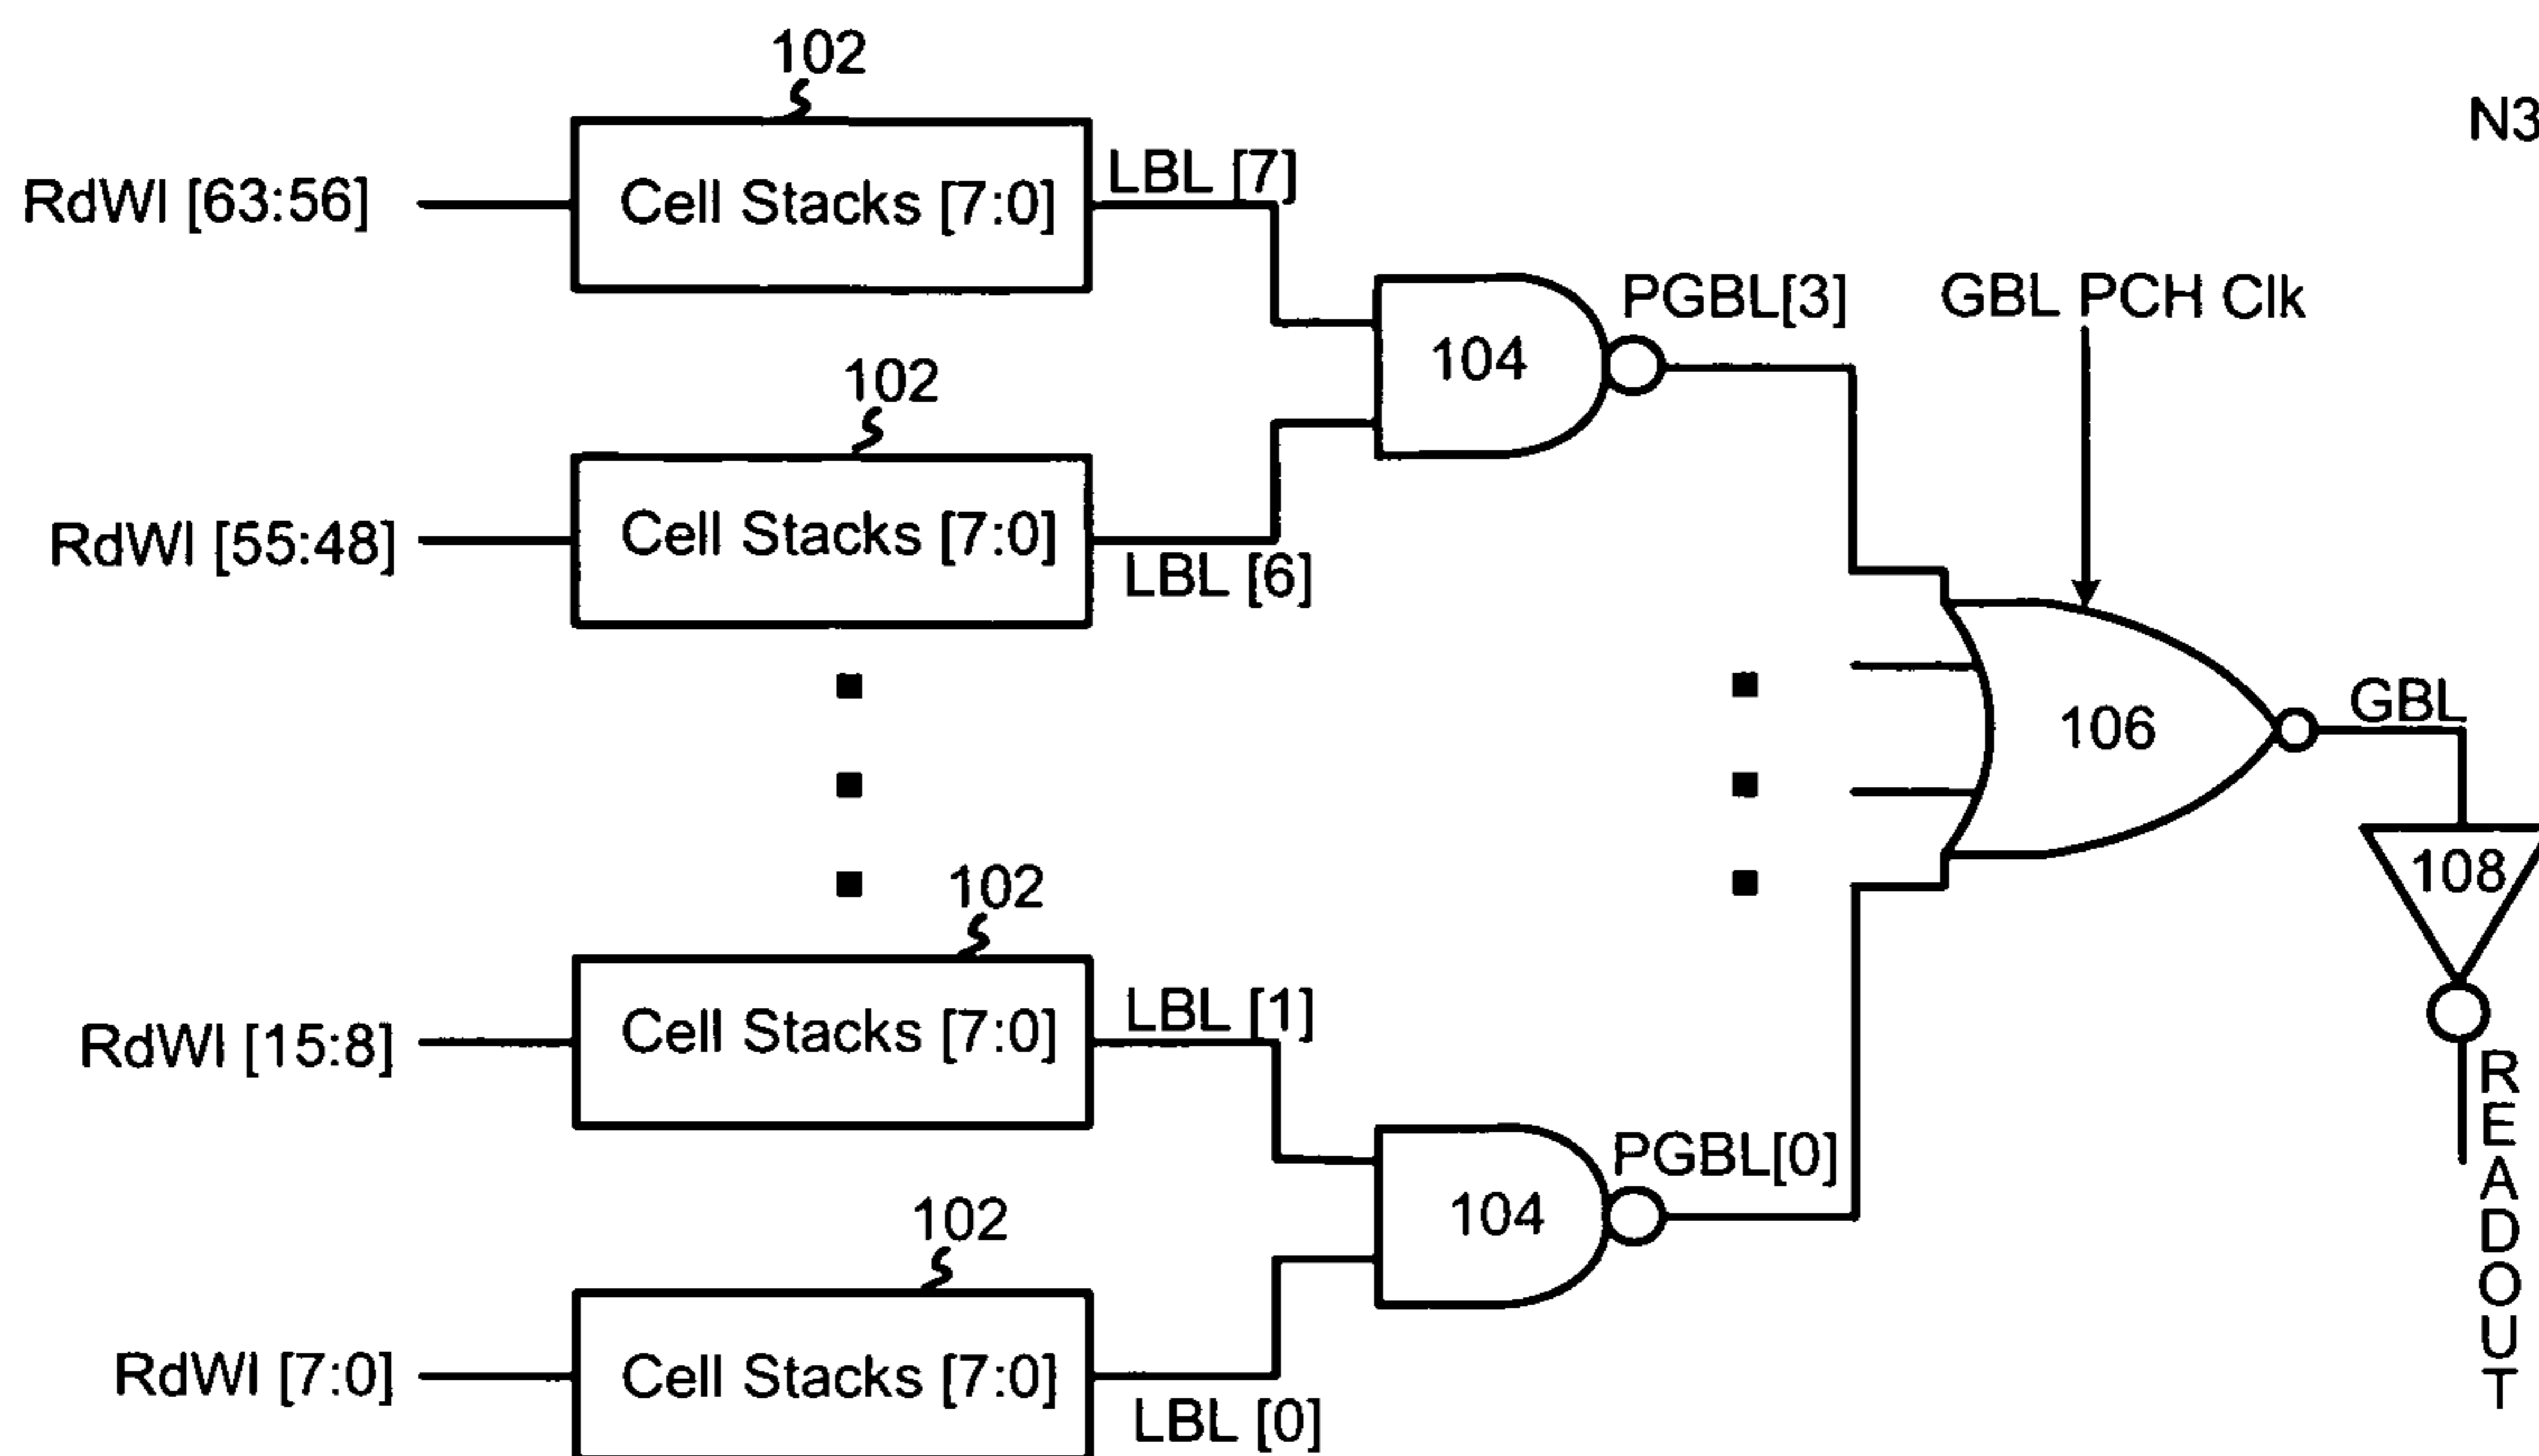 102
N3
RdWl [63:56]
Cell Stacks [7:0]
LBL [7]
PGBL[3]
GBL PCH Clk
104
102
RdWl [55:48]
Cell Stacks [7:0]
LBL [6]
GBL
106
108
102
RdWl [15:8]
Cell Stacks [7:0]
LBL [1]
READOUT
PGBL[0]
104
102
RdWl [7:0]
Cell Stacks [7:0]
LBL [0]